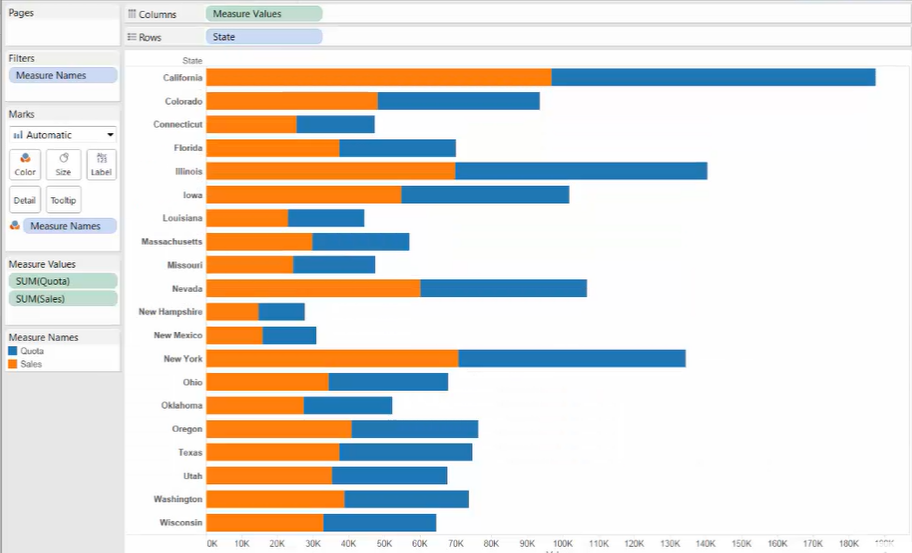 Pages
Columns
Measure Values
Rows
State
Filters
Measure Names
Marks
Automatic
Color
Size
Label
Detail
Tooltip
Measure Names
Measure Values
SUM(Quota)
SUM(Sales)
Measure Names
Quota
Sales
State
California
Colorado
Connecticut
Florida
Illinois
Iowa
Louisiana
Massachusetts
Missouri
Nevada
New Hampshire
New Mexico
New York
Ohio
Oklahoma
Oregon
Texas
Utah
Washington
Wisconsin
0K 10K 20K 30K 40K 50K 60K 70K 80K 90K 100K 110K 120K 130K 140K 150K 160K 170K 180K